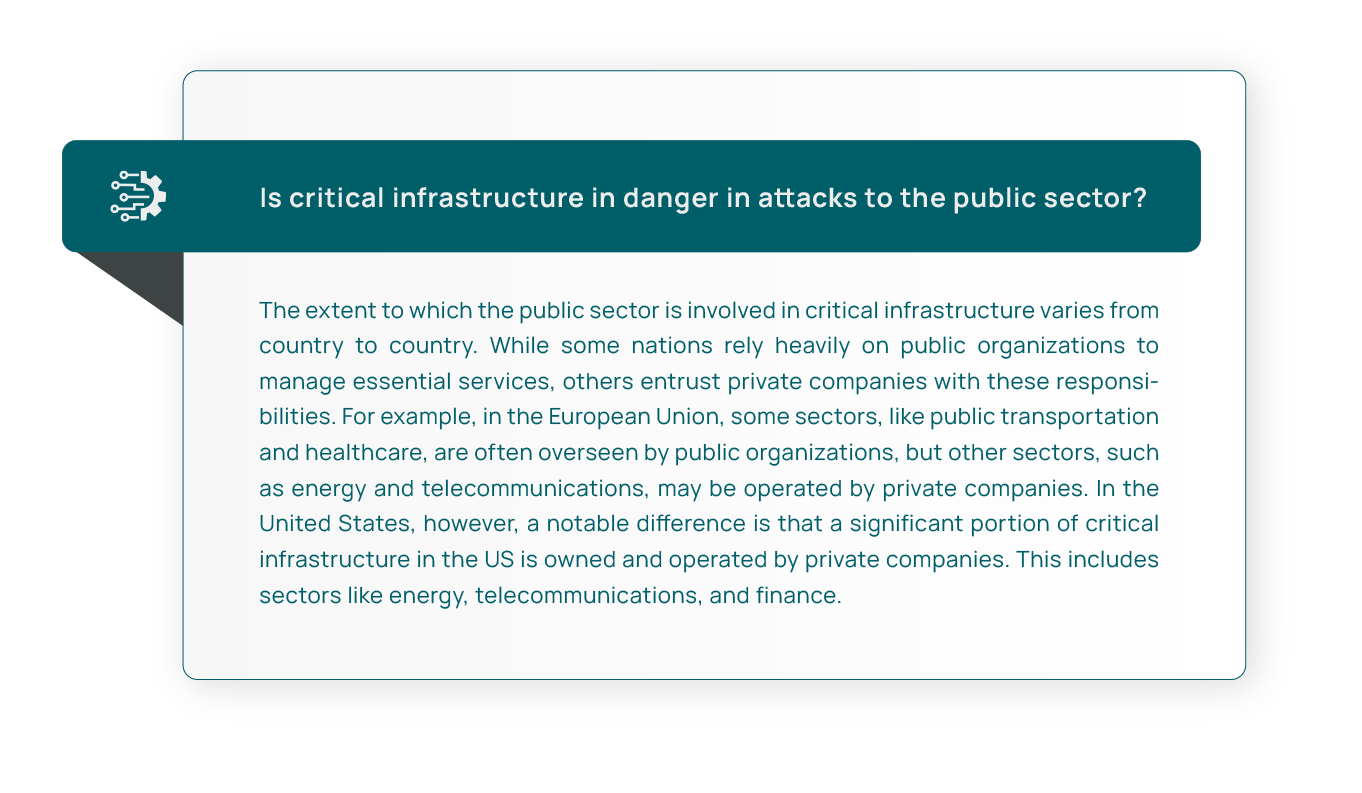 Is critical infrastructure in danger in attacks to the public sector?
The extent to which the public sector is involved in critical infrastructure varies from
country to country. While some nations rely heavily on public organizations to
manage essential services, others entrust private companies with these responsi-
bilities. For example, in the European Union, some sectors, like public transportation
and healthcare, are often overseen by public organizations, but other sectors, such
as energy and telecommunications, may be operated by private companies. In the
United States, however, a notable difference is that a significant portion of critical
infrastructure in the US is owned and operated by private companies. This includes
sectors like energy, telecommunications, and finance.